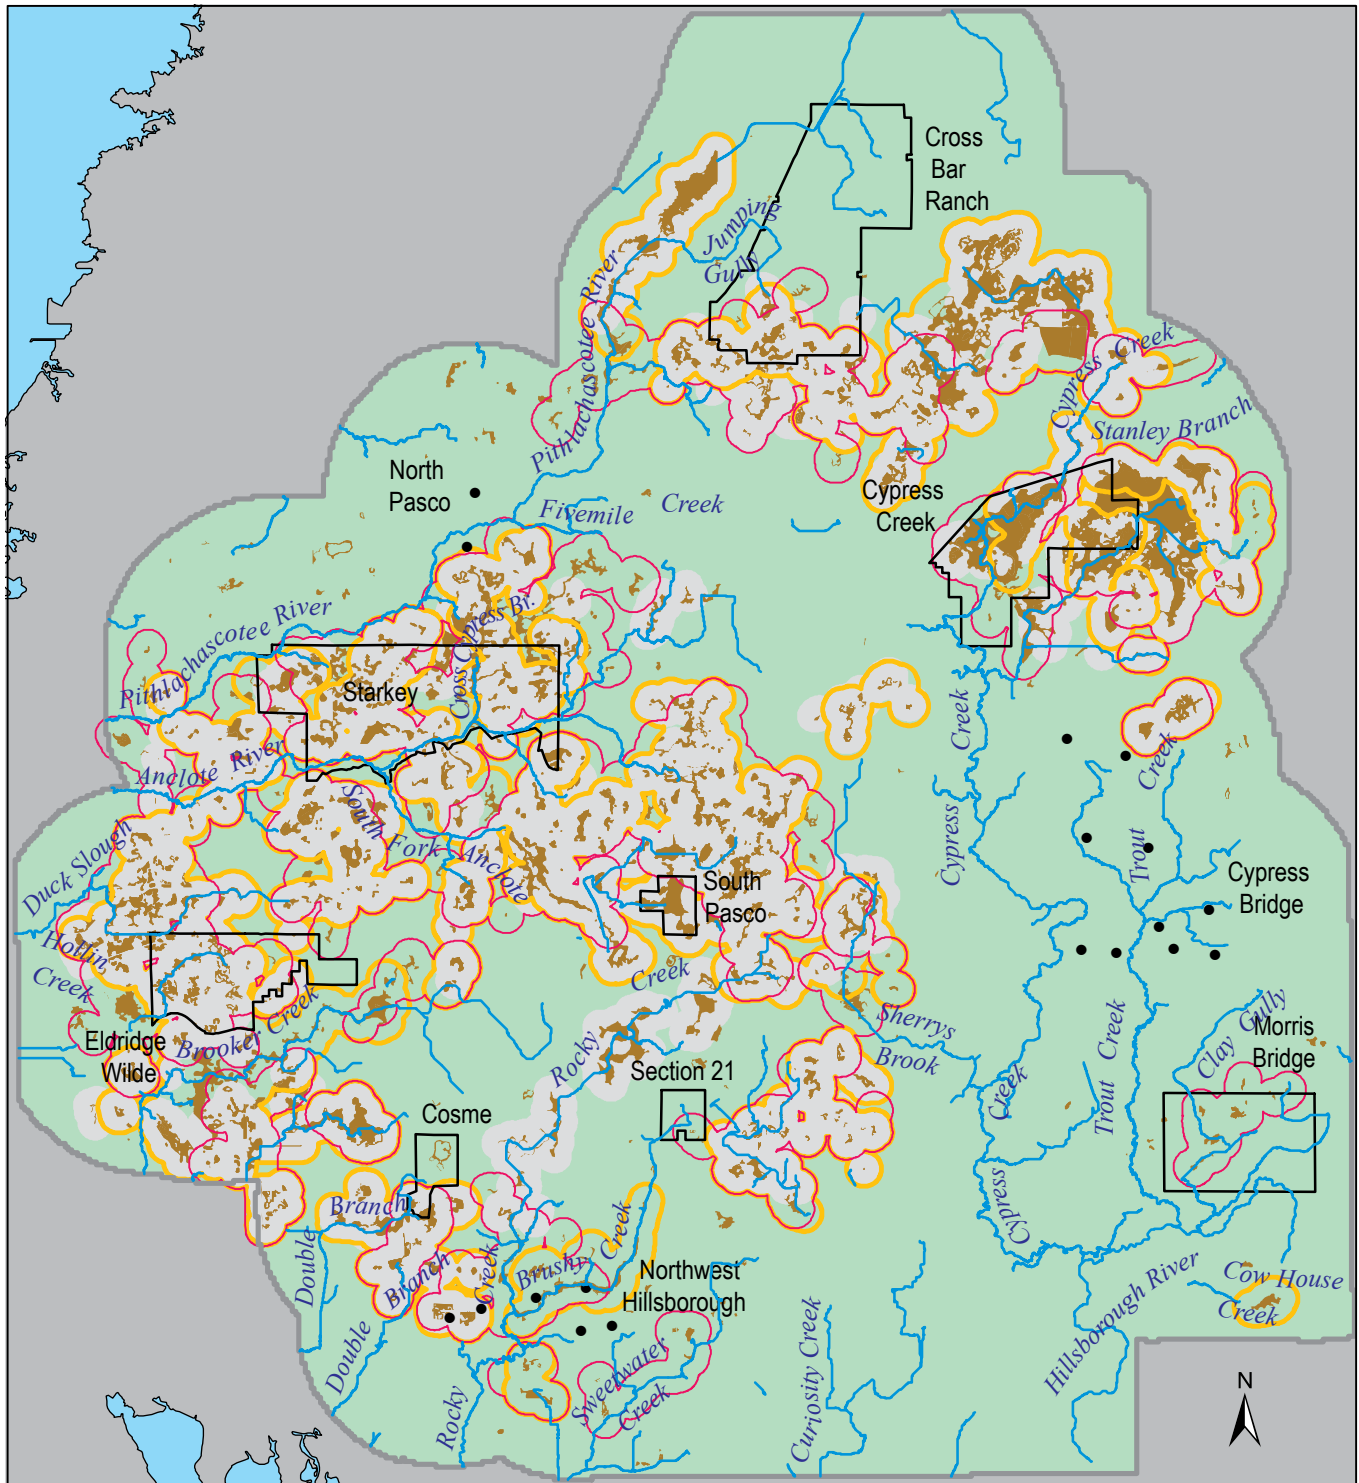 Cross
Bar
Ranch
Jumping
Gully
Pithlachascotee River
Cypress Creek
Stanley Branch
North
Pasco
Cypress
Creek
Fivemile Creek
Cross Cypress Br.
Pithlachascotee River
Starkey
Anclote River
South Fork Anclote
Duck Slough
South
Pasco
Cypress Creek
Trout Creek
Cypress
Bridge
Hollin
Creek
Eldridge
Wilde
Brooker Creek
Rocky Creek
Sherrys
Brook
Section 21
Cosme
Clay Gully
Morris
Bridge
Trout Creek
Cypress Creek
Double Branch
Double Branch
Creek
Brushy Creek
Northwest
Hillsborough
Rocky
Sweetwater
Creek
Curiosity Creek
Hillsborough River
Cow House
Creek
N